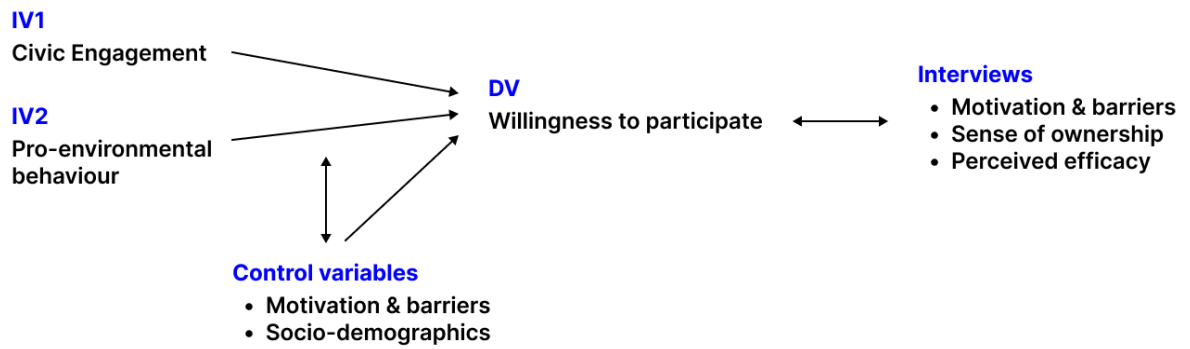 IV1
Civic Engagement
IV2
Pro-environmental
behaviour
DV
Willingness to participate
Interviews
• Motivation & barriers
• Sense of ownership
• Perceived efficacy
Control variables
• Motivation & barriers
• Socio-demographics